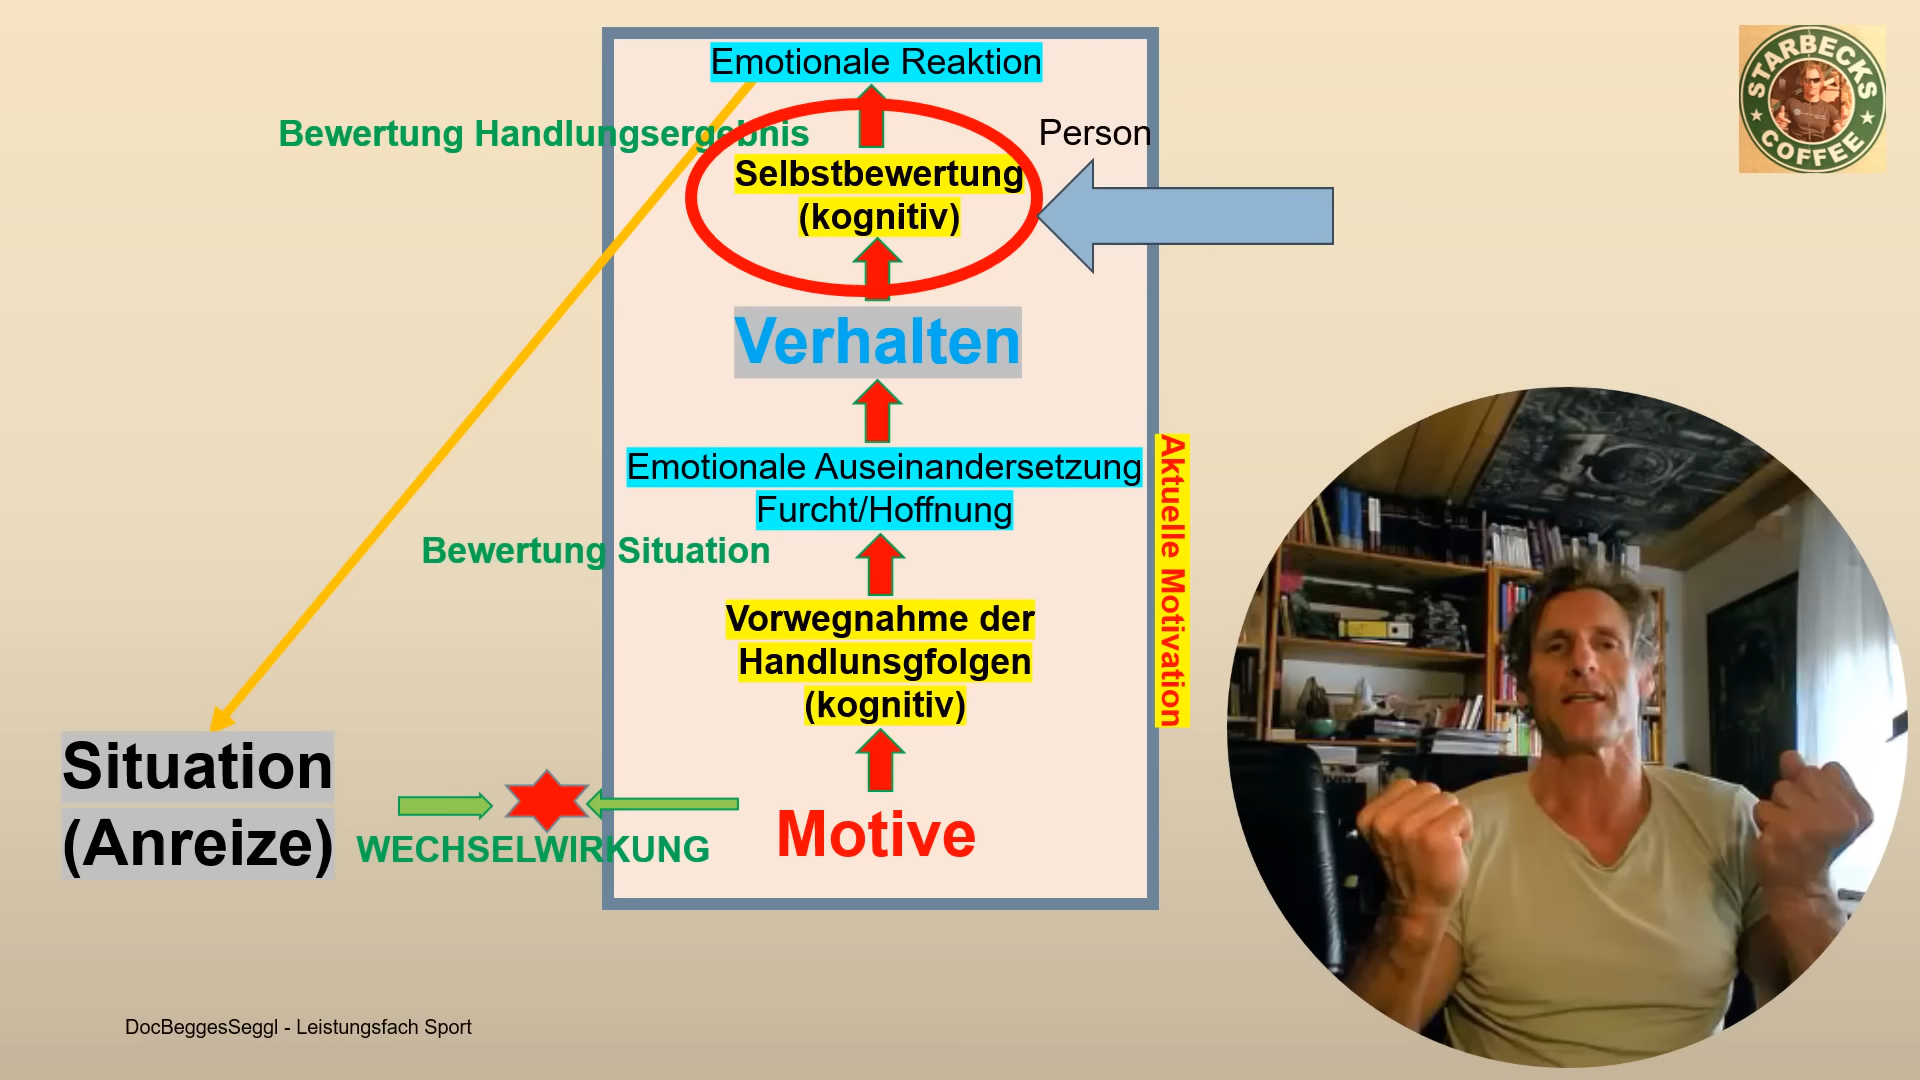 Emotionale Reaktion
Bewertung Handlungsergebnis
Person
Selbstbewertung
(kognitiv)
Verhalten
Emotionale Auseinandersetzung
Furcht/Hoffnung
Bewertung Situation
Aktuelle Motivation
Vorwegnahme der
Handlunsgfolgen
(kognitiv)
Situation
(Anreize)
WECHSELWIRKUNG
Motive
DocBeggesSeggl - Leistungsfach Sport
STARBECKS
COFFEE